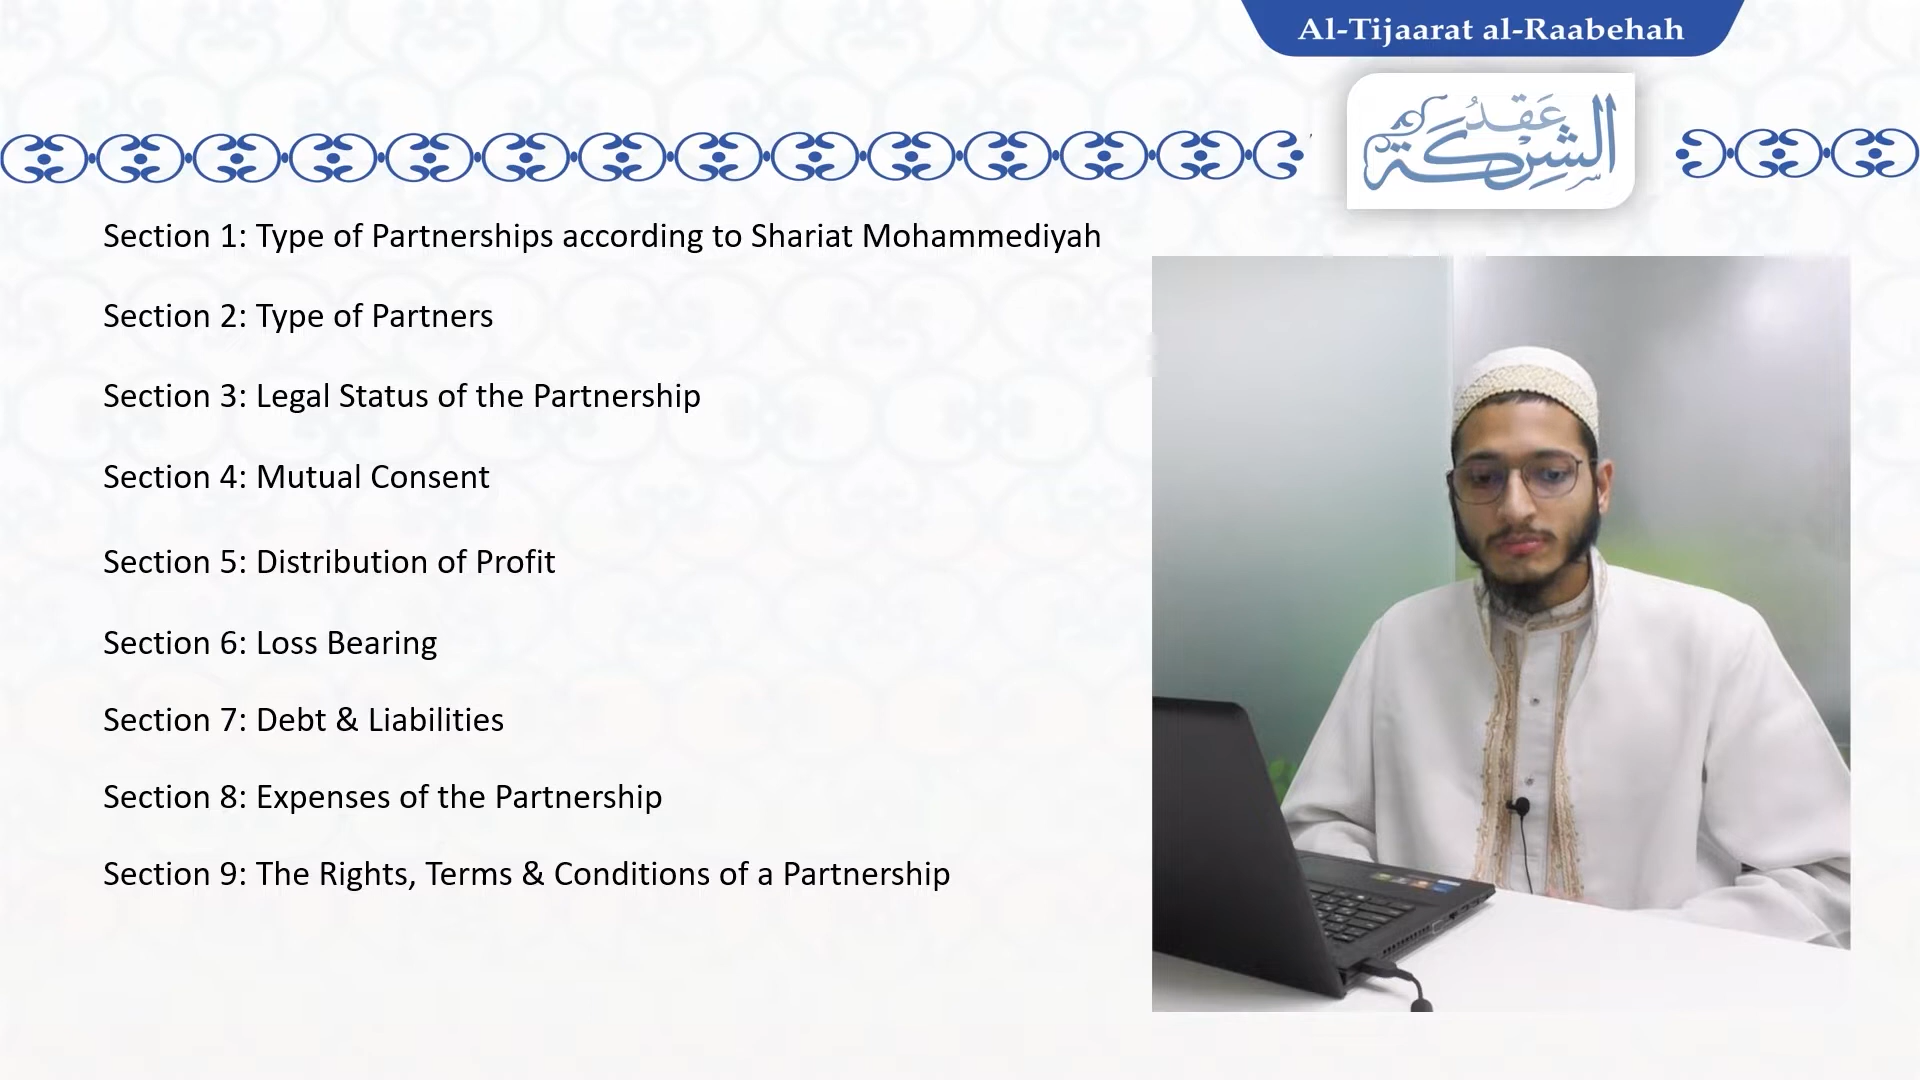 Al-Tijaarat al-Raabehah
عَقدُ
الشِرْكَة
Section 1: Type of Partnerships according to Shariat Mohammediyah
Section 2: Type of Partners
Section 3: Legal Status of the Partnership
Section 4: Mutual Consent
Section 5: Distribution of Profit
Section 6: Loss Bearing
Section 7: Debt & Liabilities
Section 8: Expenses of the Partnership
Section 9: The Rights, Terms & Conditions of a Partnership